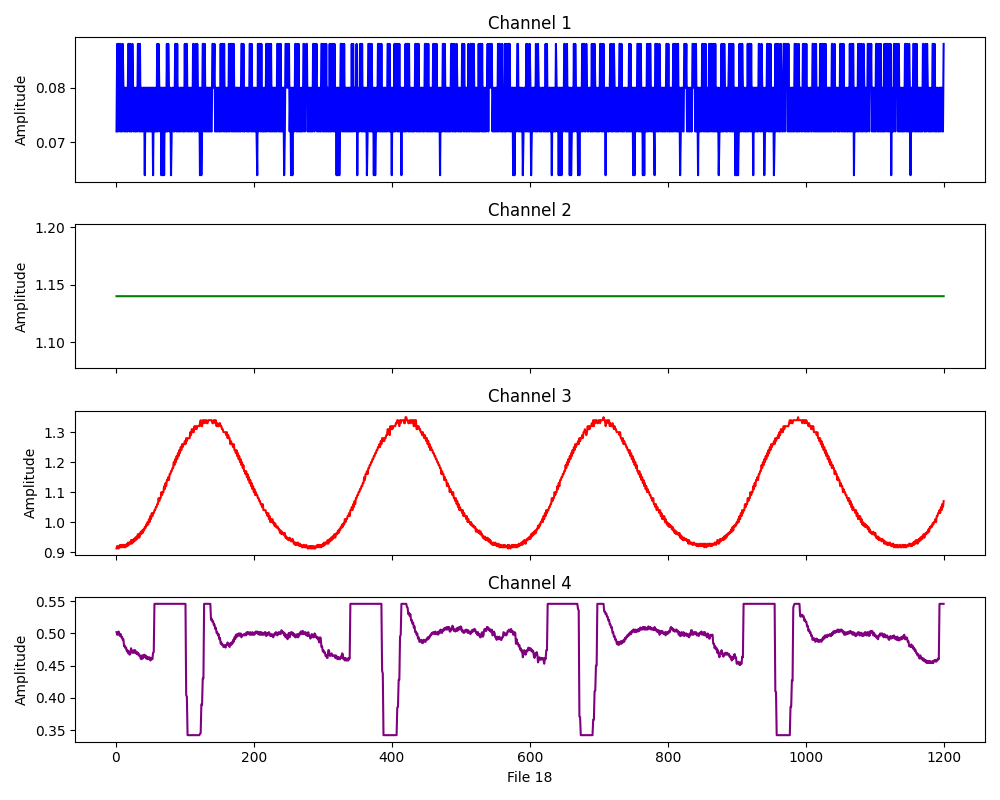 Channel 1
Amplitude
0.08
0.07
Channel 2
Amplitude
1.20
1.15
1.10
Channel 3
Amplitude
1.3
1.2
1.1
1.0
0.9
Channel 4
Amplitude
0.55
0.50
0.45
0.40
0.35
0 200 400 600 800 1000 1200
File 18